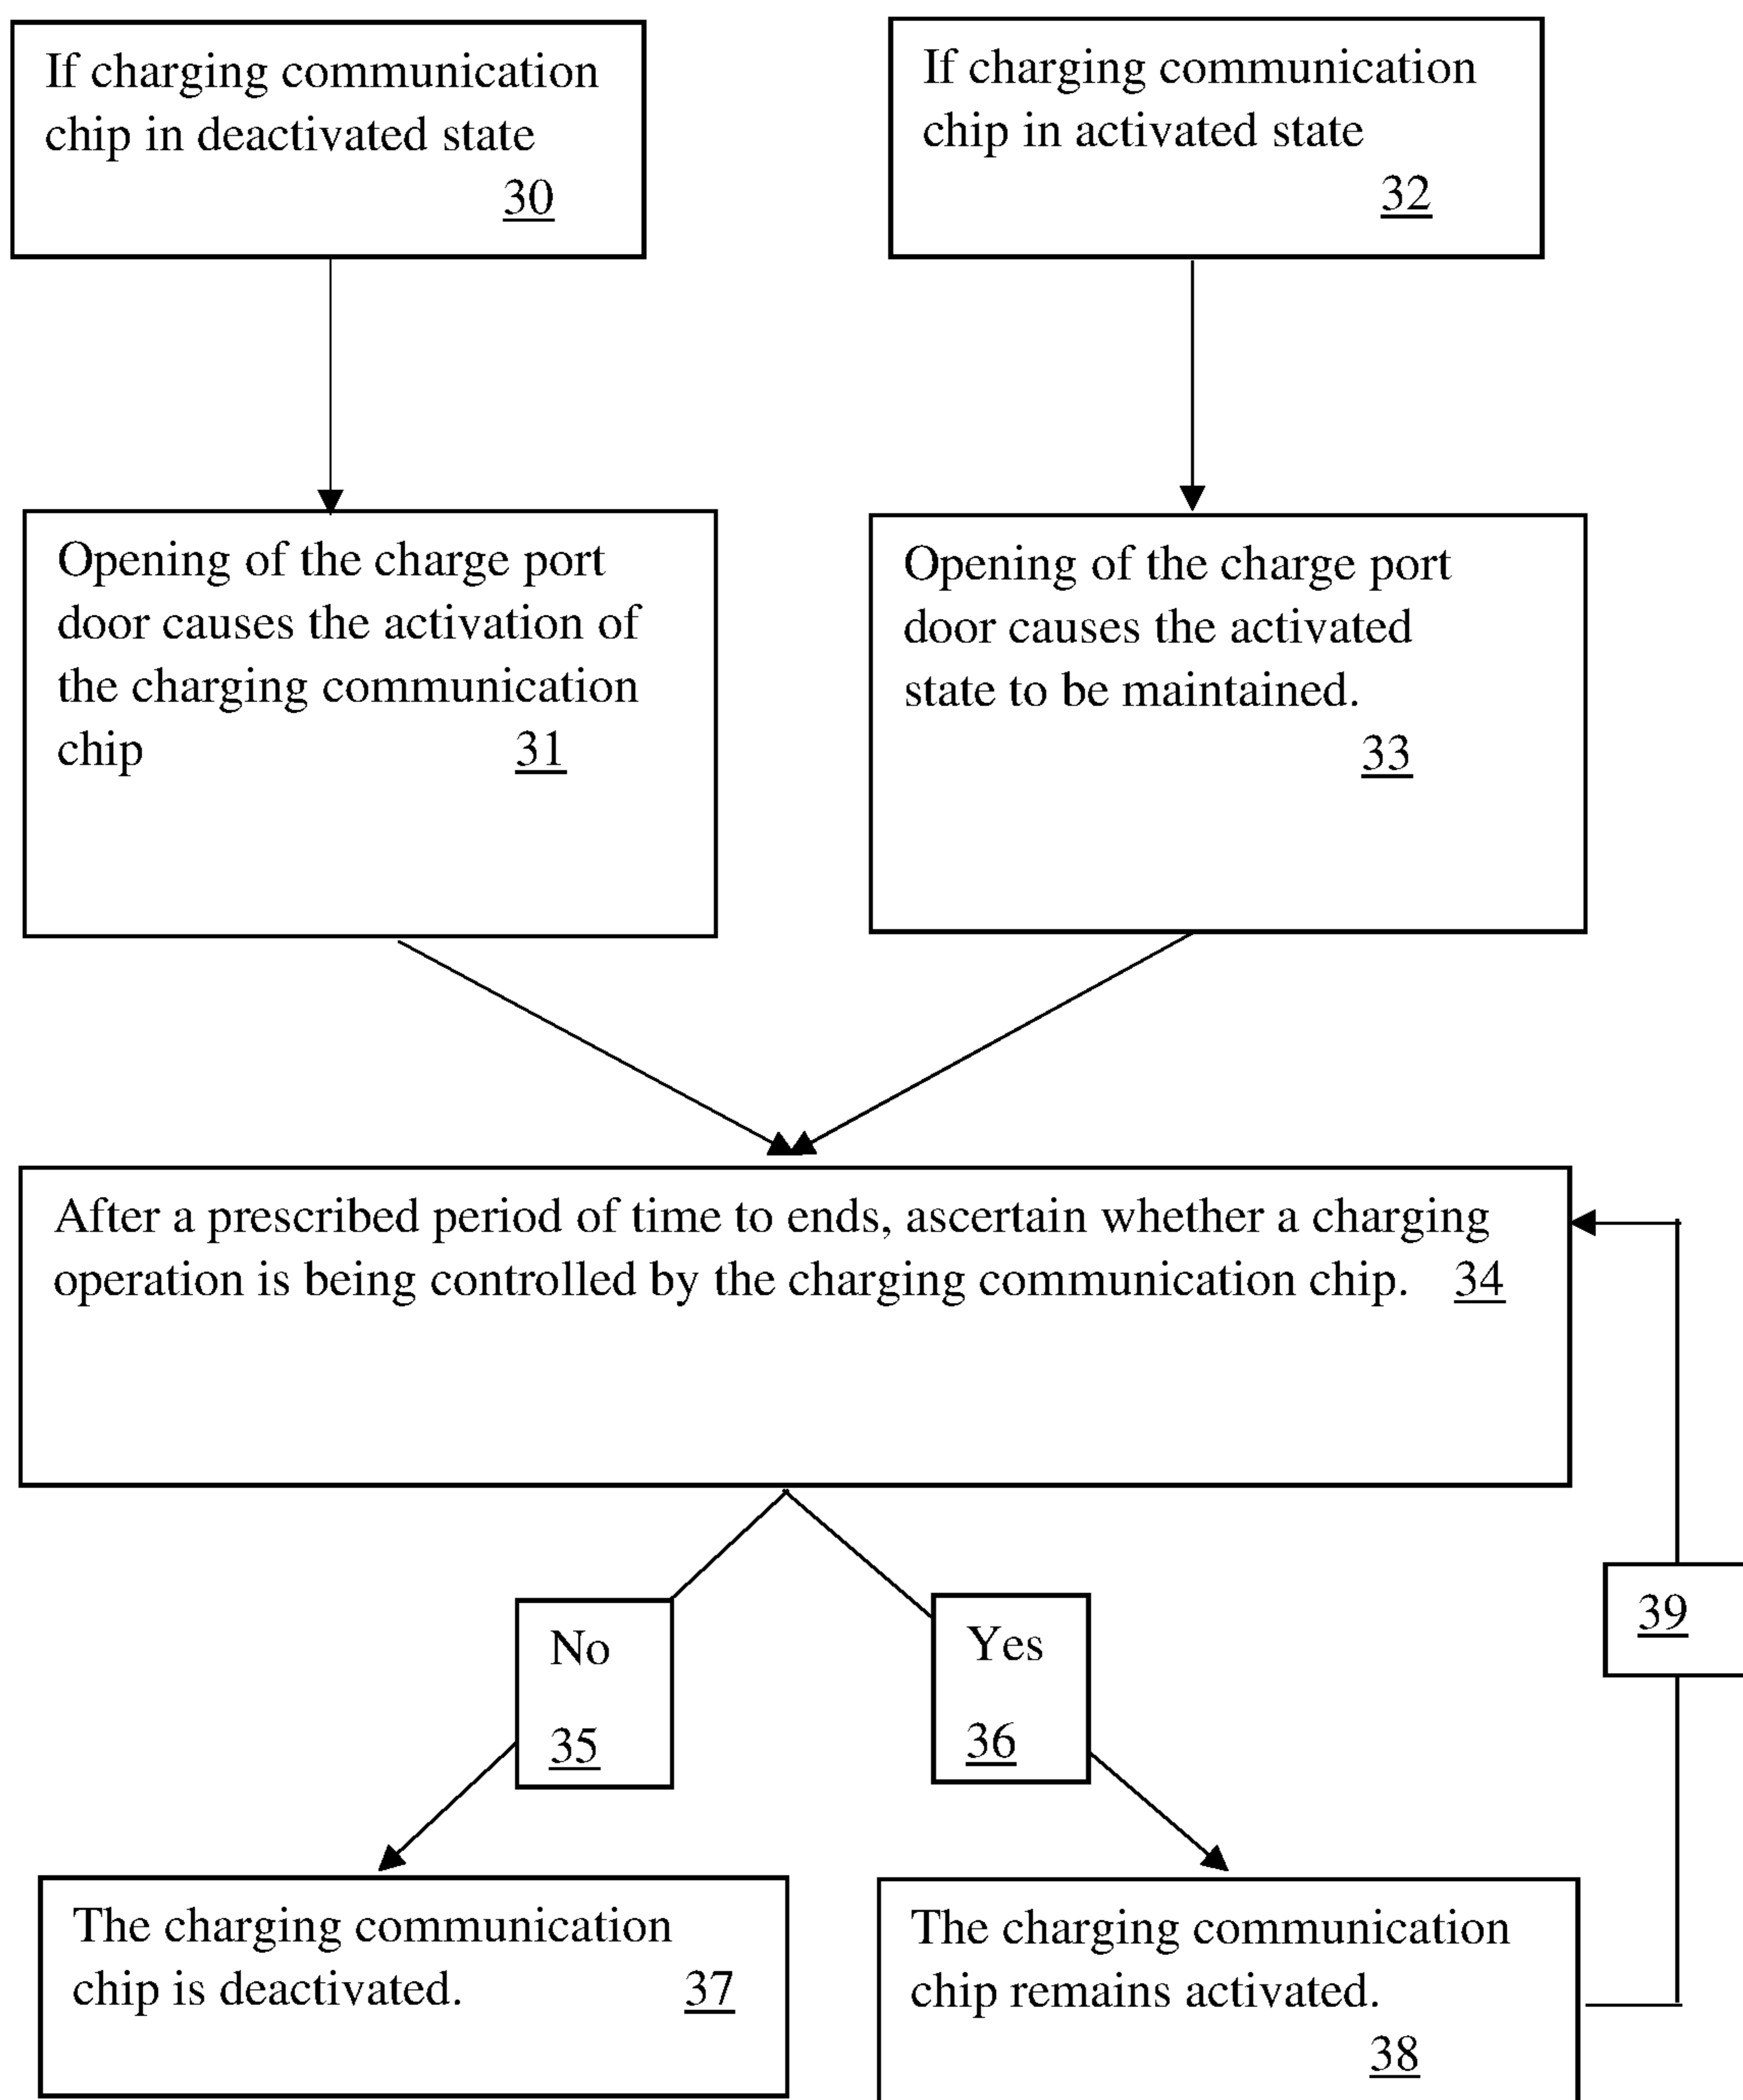 If charging communication
chip in deactivated state
30
If charging communication
chip in activated state
32
Opening of the charge port
door causes the activation of
the charging communication
chip 31
Opening of the charge port
door causes the activated
state to be maintained.
33
After a prescribed period of time to ends, ascertain whether a charging
operation is being controlled by the charging communication chip. 34
No
35
Yes
36
39
The charging communication
chip is deactivated. 37
The charging communication
chip remains activated.
38